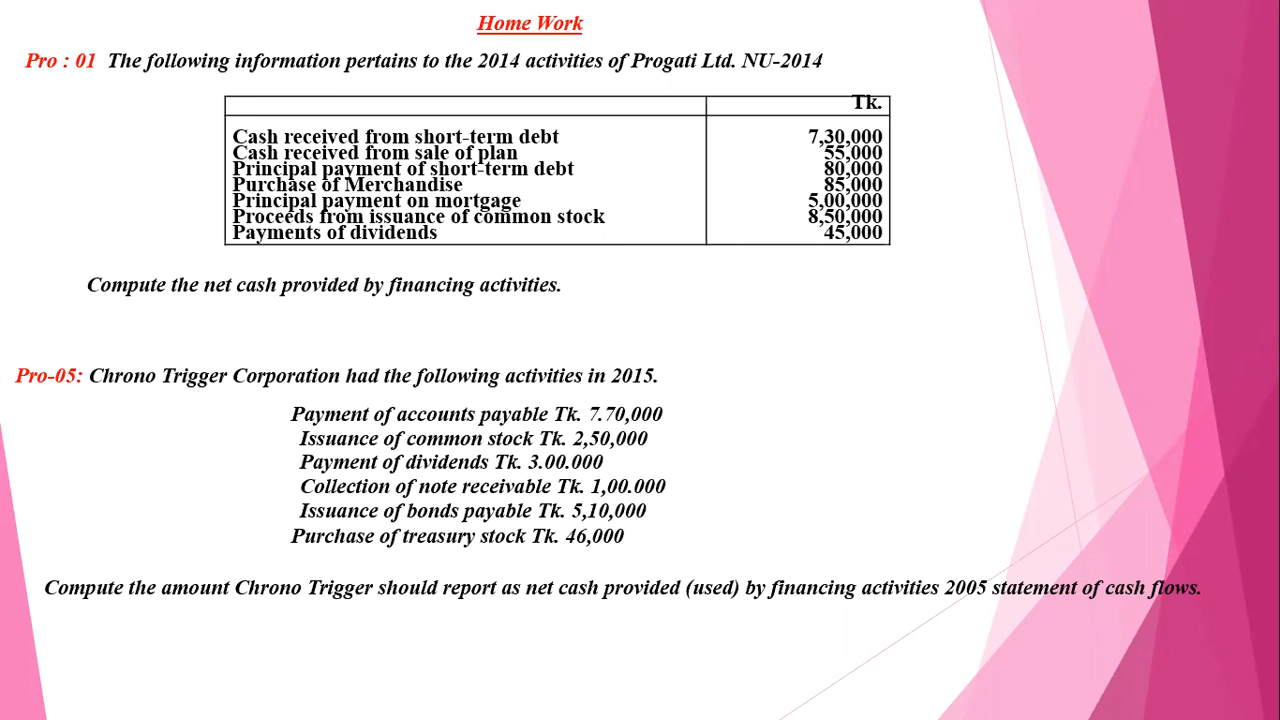 Home Work
Pro : 01 The following information pertains to the 2014 activities of Progati Ltd. NU-2014
Tk.
Cash received from short-term debt 7,30,000
Cash received from sale of plan 55,000
Principal payment of short-term debt 80,000
Purchase of Merchandise 85,000
Principal payment on mortgage 5,00,000
Proceeds from issuance of common stock 8,50,000
Payments of dividends 45,000
Compute the net cash provided by financing activities.
Pro-05: Chrono Trigger Corporation had the following activities in 2015.
Payment of accounts payable Tk. 7.70,000
Issuance of common stock Tk. 2,50,000
Payment of dividends Tk. 3.00.000
Collection of note receivable Tk. 1,00.000
Issuance of bonds payable Tk. 5,10,000
Purchase of treasury stock Tk. 46,000
Compute the amount Chrono Trigger should report as net cash provided (used) by financing activities 2005 statement of cash flows.